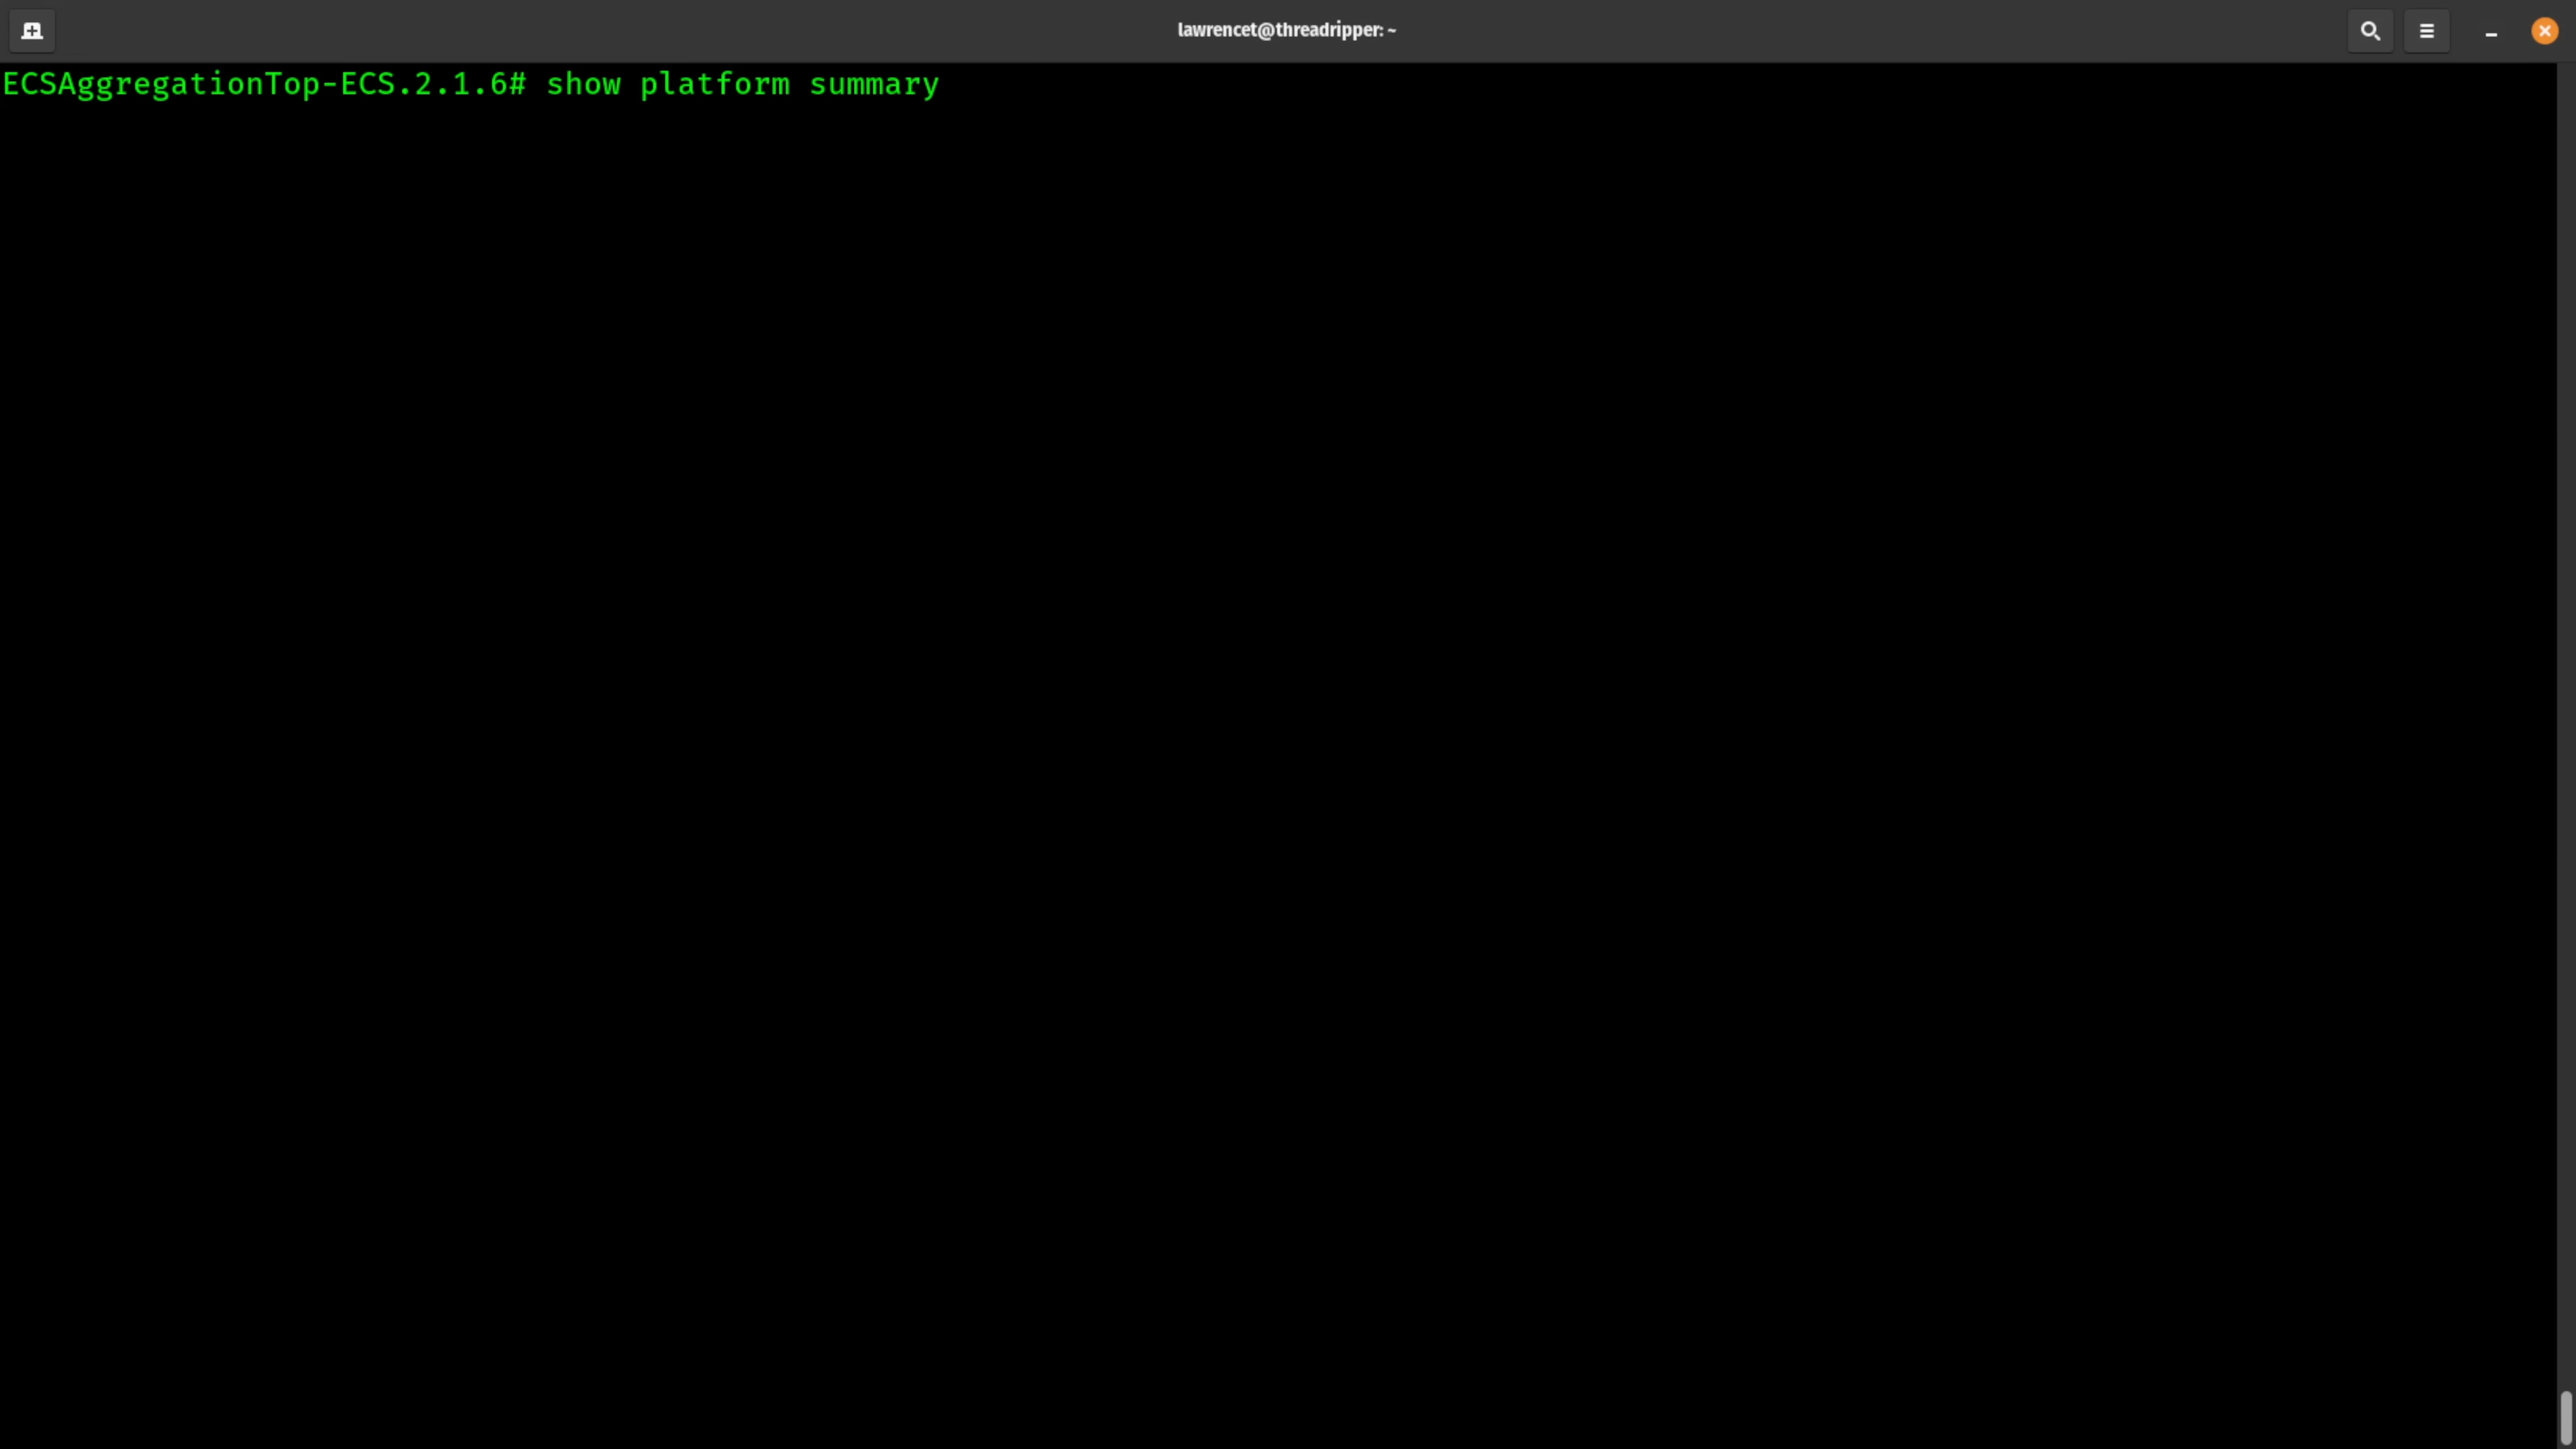 lawrencet@threadripper: ~
ECSAggregationTop-ECS.2.1.6# show platform summary